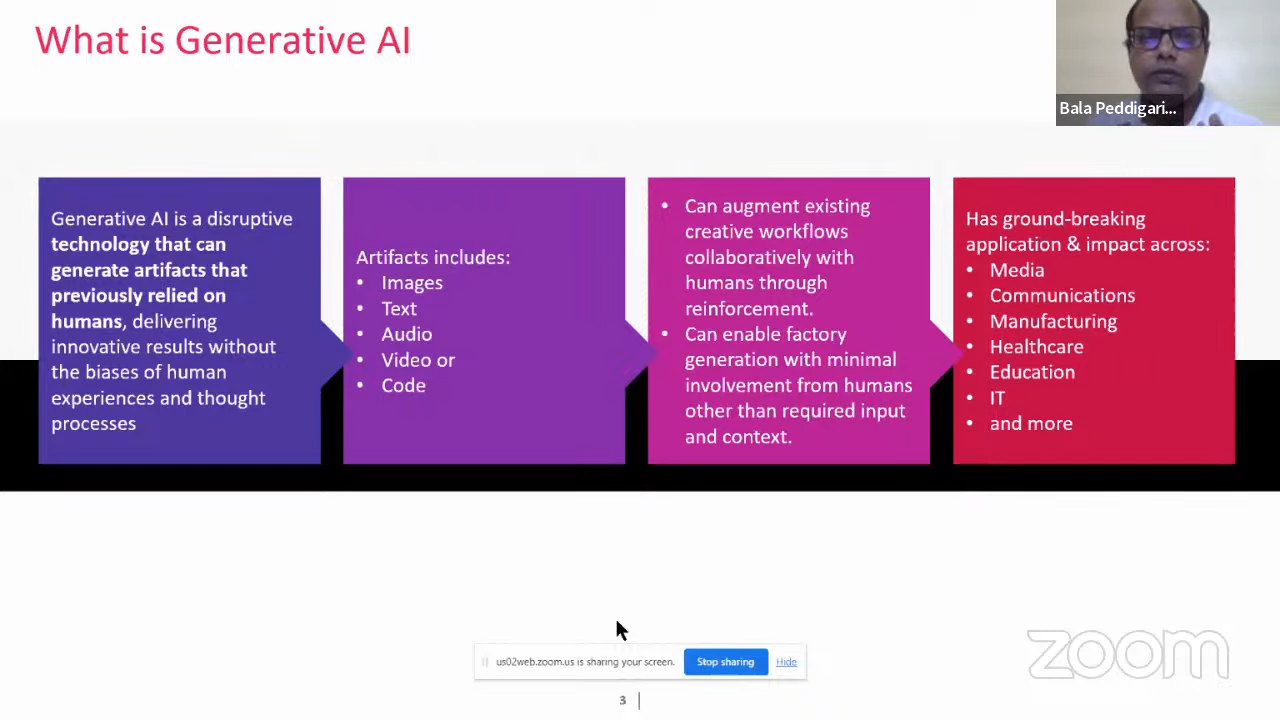 What is Generative AI
Bala Peddigari...
Generative AI is a disruptive
technology that can
generate artifacts that
previously relied on
humans, delivering
innovative results without
the biases of human
experiences and thought
processes
Artifacts includes:
• Images
• Text
• Audio
• Video or
• Code
• Can augment existing
creative workflows
collaboratively with
humans through
reinforcement.
• Can enable factory
generation with minimal
involvement from humans
other than required input
and context.
Has ground-breaking
application & impact across:
• Media
• Communications
• Manufacturing
• Healthcare
• Education
• IT
• and more
us02web.zoom.us is sharing your screen.
Stop sharing
Hide
zoom
3